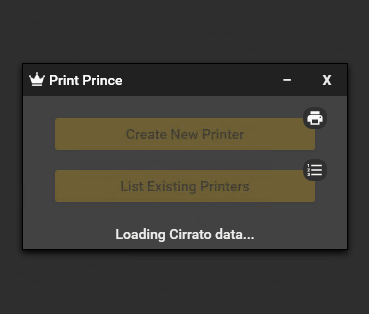 Print Prince – X
Create New Printer
List Existing Printers
Loading Cirrato data...